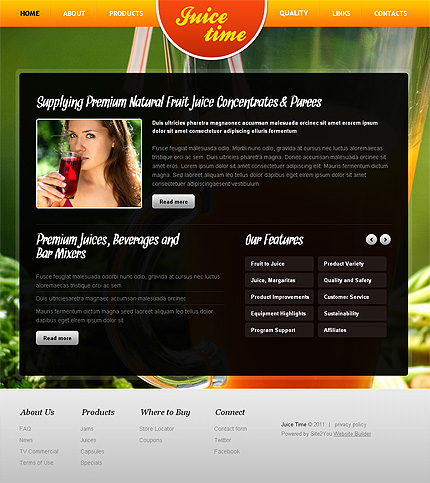 HOME
ABOUT
PRODUCTS
Juice time
QUALITY
LINKS
CONTACTS
Supplying Premium Natural Fruit Juice Concentrates & Purees
Duis ultricies pharetra magnaonec accumsan malesuada orcinec sit amet erorem ipsum
dolor sit amet consectetuer adipiscing eliuris fermentum
Fusce feugiat malesuada odio. Morbi nunc odio, gravida at cursus nec luctus aloremaecas
tristique orci ac sem. Duis ultricies pharetra magna. Donec accumsan malesuada orcinec sit
amet eros. Lorem ipsum dolor sit consectetuer adipiscing elit. Mauris fermentum dictum
magna. Sed laoreet aliquam leo ut tellus dolor dapibus eget elrem ipsum dolor sit amet
consectetuer adipiscingaesent vestibulum
Read more
Premium Juices, Beverages and
Bar Mixers
Fusce feugiat malesuada odorbi nunc odio, gravida at cursus nec luctus
aloremaecas tristique orci ac sem
Duis ultriciesaretra magnaec accumsan malesuada orcinec
Mauris fermentum dictum magna seed laoreet aliquam leo tellus dolor
dapibus eget elrem ipsum dolor sit
Read more
Our Features
Fruit to Juice
Product Variety
Juice, Margaritas
Quality and Safety
Product Improvements
Customer Service
Equipment Highlights
Sustainability
Program Support
Affiliates
About Us
FAQ
News
TV Commercial
Terms of Use
Products
Jams
Juices
Capsules
Specials
Where to Buy
Store Locator
Coupons
Connect
Contact form
Twitter
Facebook
Juice Time © 2011 | privacy policy
Powered by Site2You Website Builder